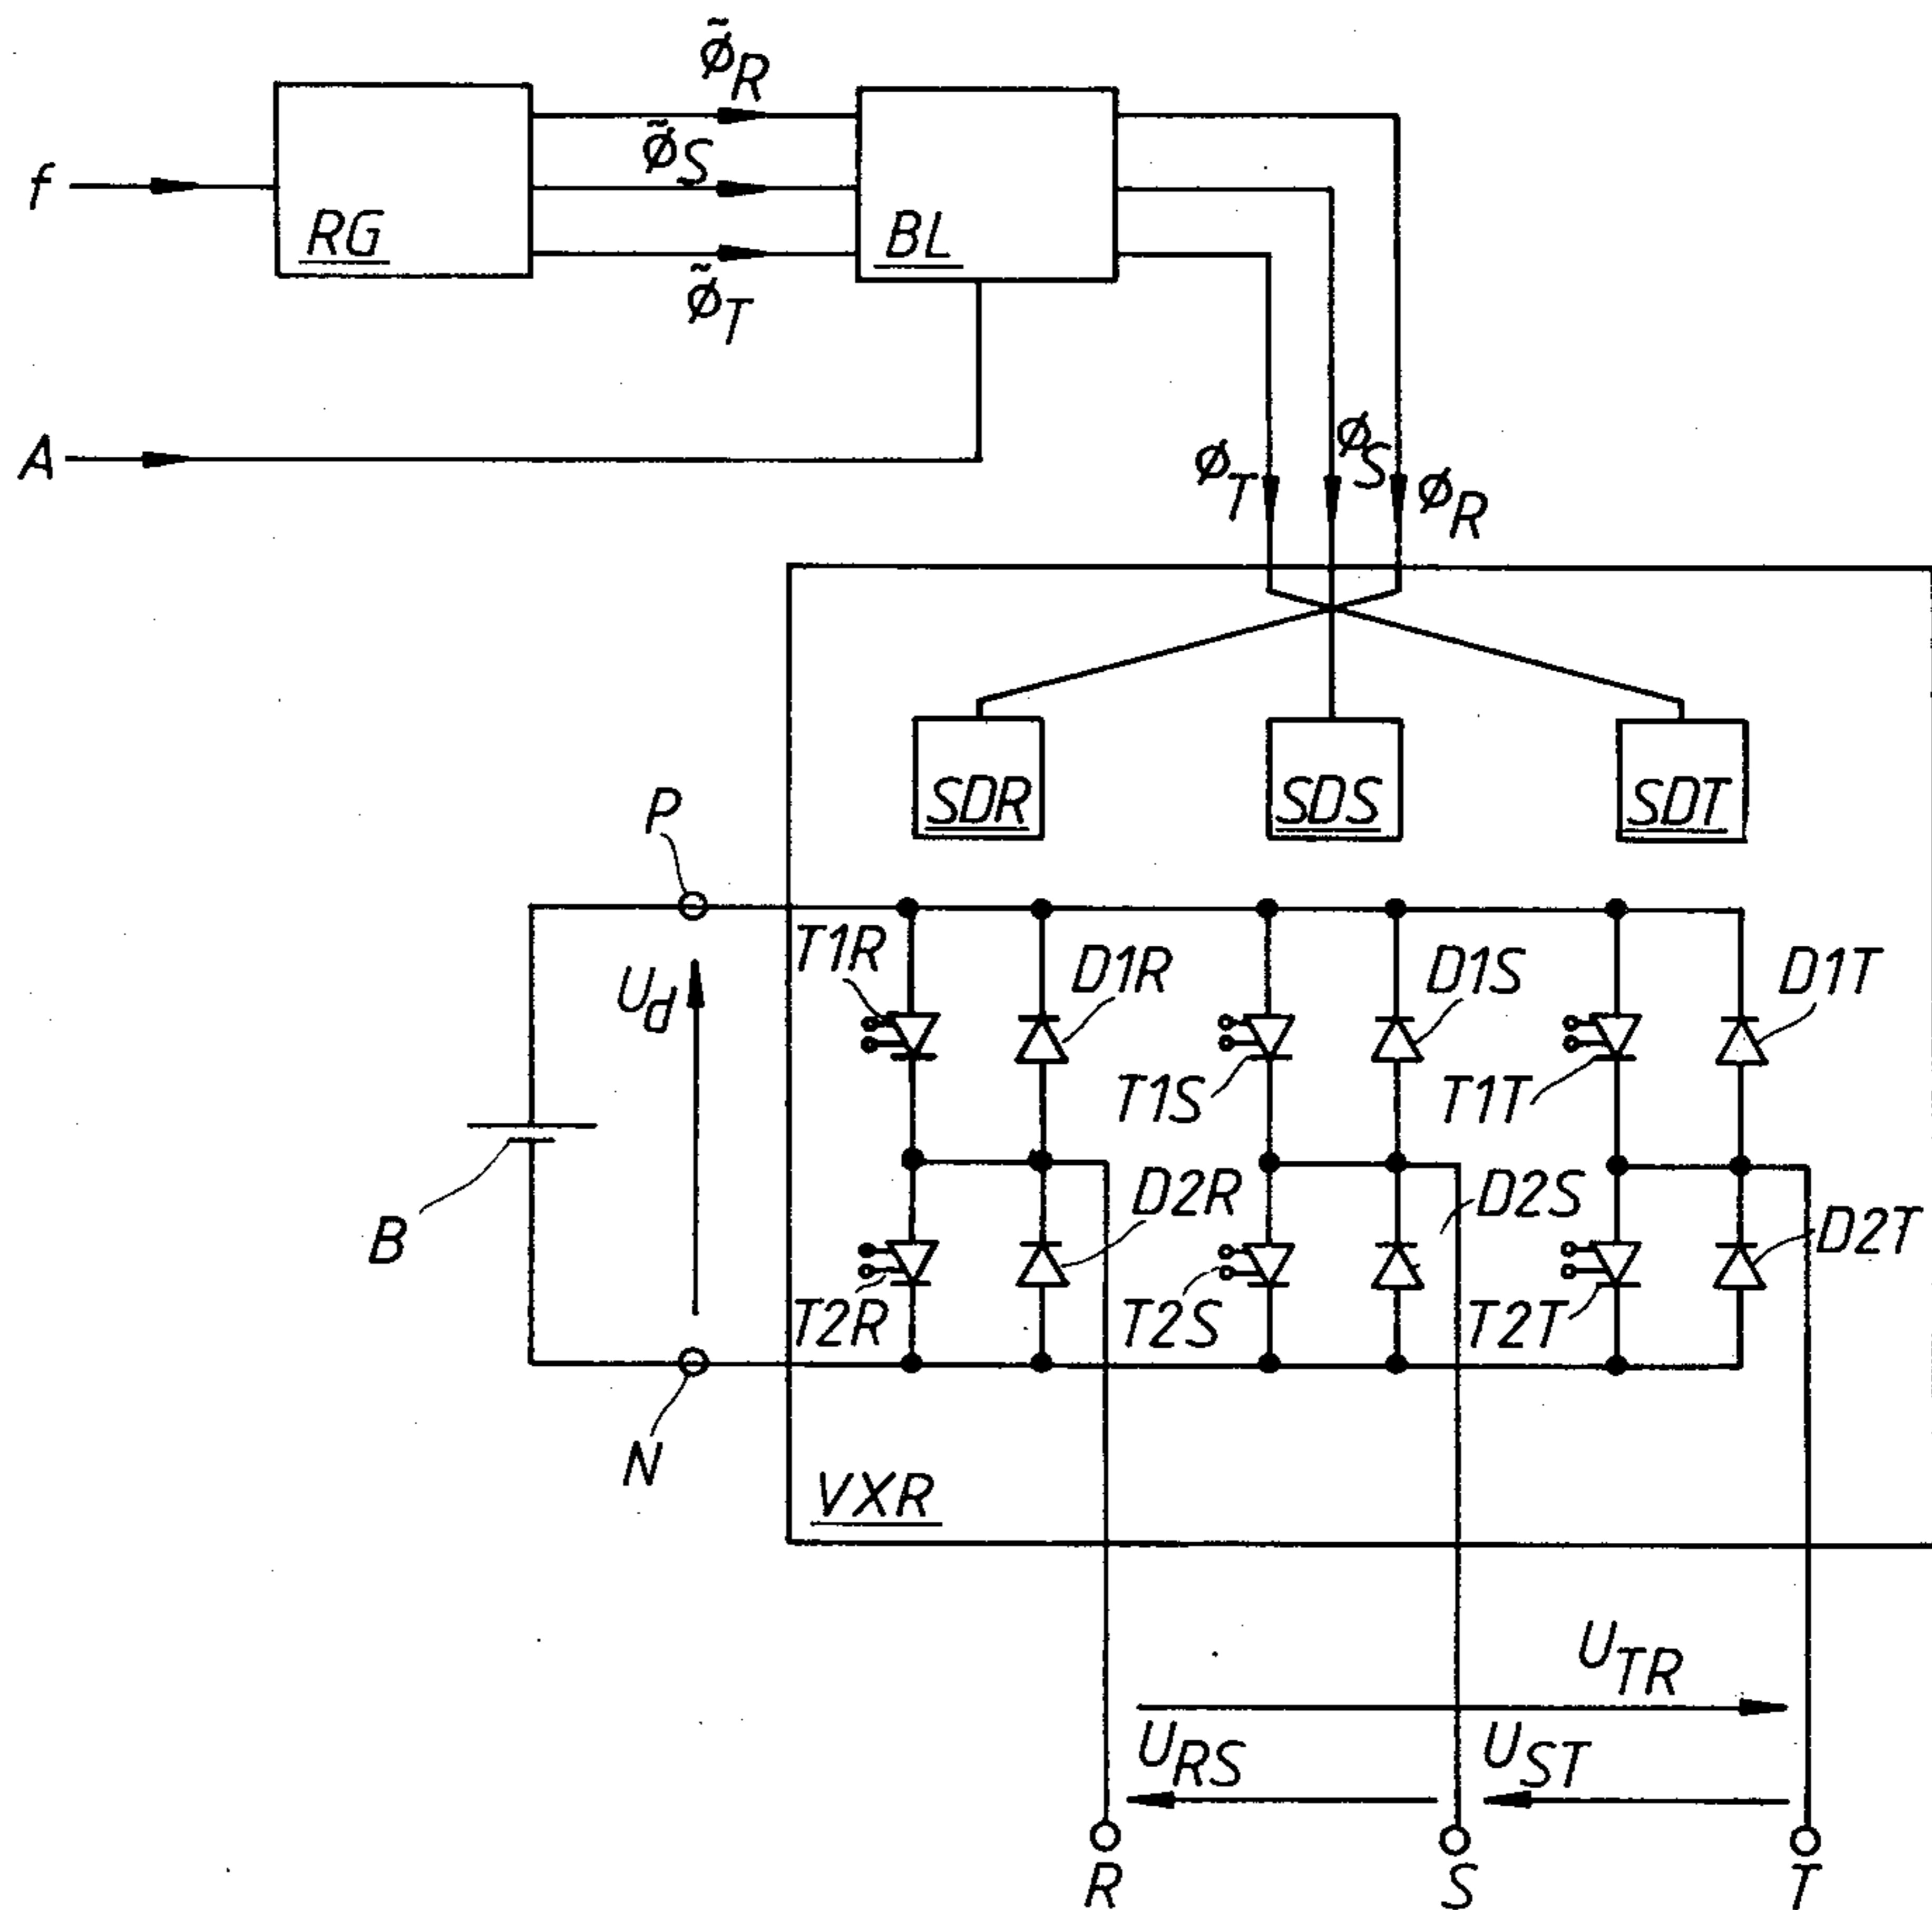 ϕ̃R
f
RG
ϕ̃S
BL
ϕ̃T
A
ϕT
ϕS
ϕR
SDR
SDS
SDT
P
Ud
T1R
D1R
D1S
D1T
T1S
T1T
B
D2R
D2S
D2T
T2R
T2S
T2T
N
VXR
UTR
URS
UST
R
S
T